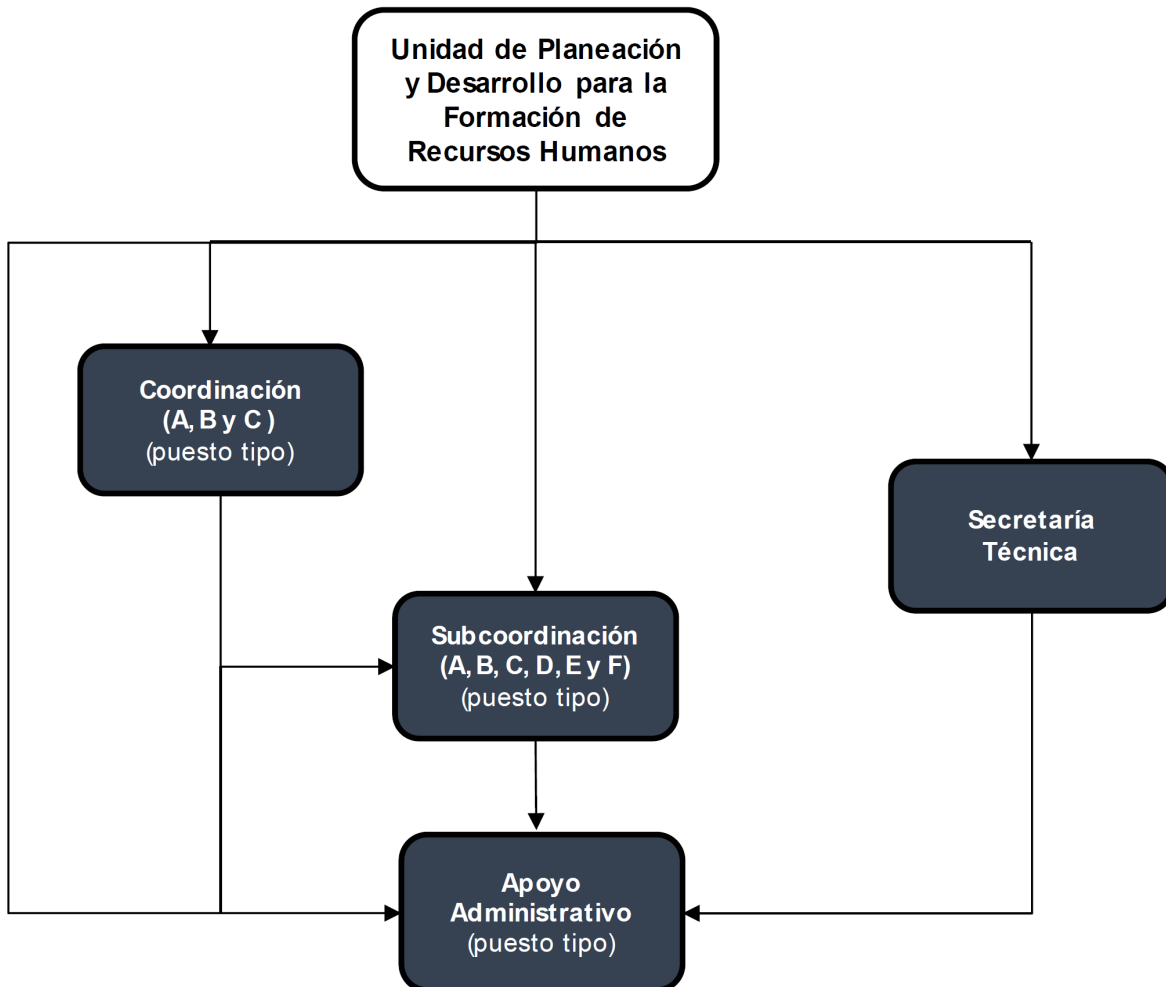 Unidad de Planeación
y Desarrollo para la
Formación de
Recursos Humanos
Coordinación
(A, B y C )
(puesto tipo)
Secretaría
Técnica
Subcoordinación
(A, B, C, D, E y F)
(puesto tipo)
Apoyo
Administrativo
(puesto tipo)